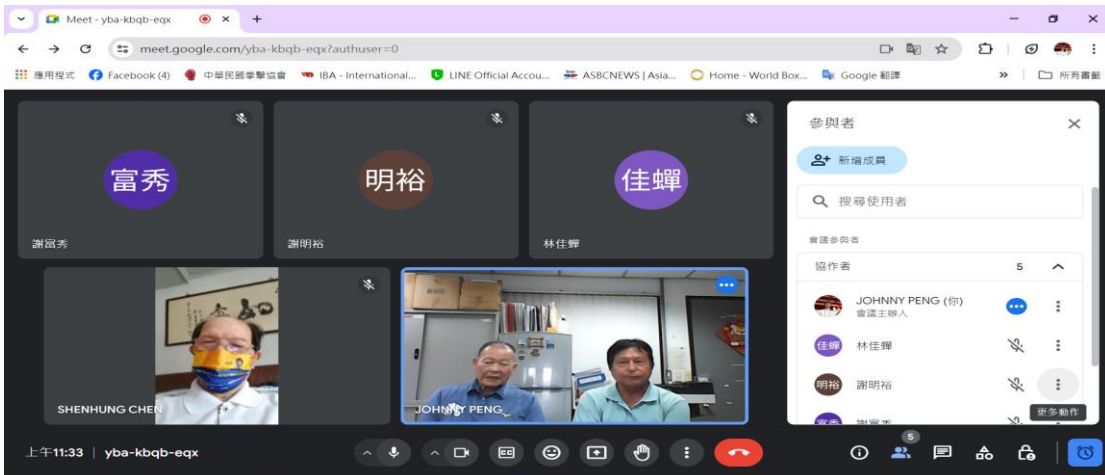 Meet - yba-kbqb-eqx
meet.google.com/yba-kbqb-eqx?authuser=0
應用程式 Facebook (4) 中華民國拳擊協會 IBA - International... LINE Official Accou... ASBCNEWS | Asia... Home - World Box... Google 翻譯 » 所有書籤
富秀
謝富秀
明裕
謝明裕
佳蟬
林佳蟬
SHENHUNG CHEN
JOHNNY PENG
參與者
新增成員
搜尋使用者
會議參與者
協作者 5
JOHNNY PENG (你)
會議主辦人
佳蟬 林佳蟬
明裕 謝明裕
更多動作
富秀 謝富秀
上午11:33 | yba-kbqb-eqx
CC
5